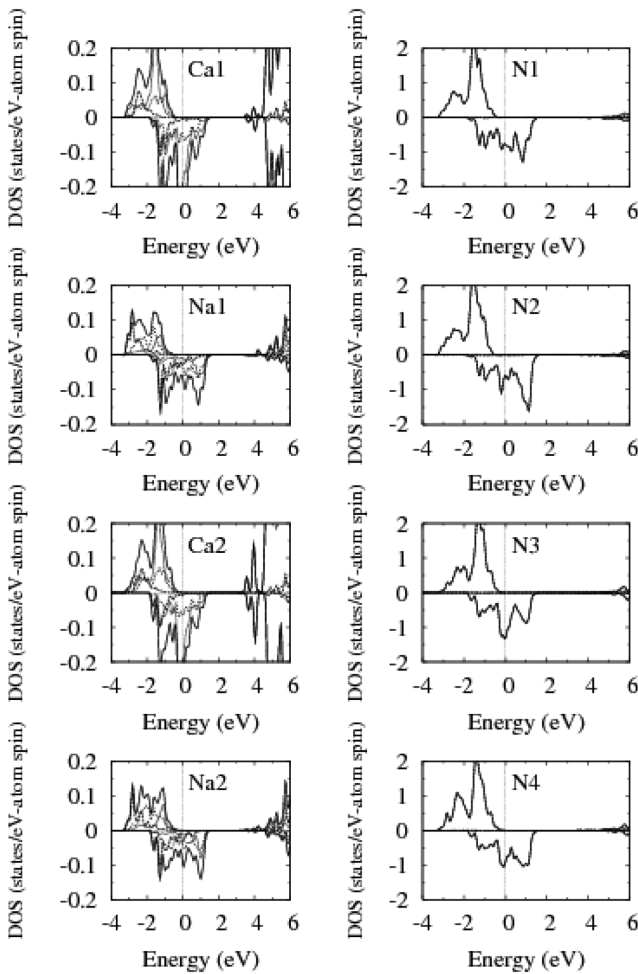 DOS (states/eV-atom spin)
0.2
0.1
0
-0.1
-0.2
Ca1
-4 -2 0 2 4 6
Energy (eV)
DOS (states/eV-atom spin)
2
1
0
-1
-2
N1
-4 -2 0 2 4 6
Energy (eV)
DOS (states/eV-atom spin)
0.2
0.1
0
-0.1
-0.2
Na1
-4 -2 0 2 4 6
Energy (eV)
DOS (states/eV-atom spin)
2
1
0
-1
-2
N2
-4 -2 0 2 4 6
Energy (eV)
DOS (states/eV-atom spin)
0.2
0.1
0
-0.1
-0.2
Ca2
-4 -2 0 2 4 6
Energy (eV)
DOS (states/eV-atom spin)
2
1
0
-1
-2
N3
-4 -2 0 2 4 6
Energy (eV)
DOS (states/eV-atom spin)
0.2
0.1
0
-0.1
-0.2
Na2
-4 -2 0 2 4 6
Energy (eV)
DOS (states/eV-atom spin)
2
1
0
-1
-2
N4
-4 -2 0 2 4 6
Energy (eV)